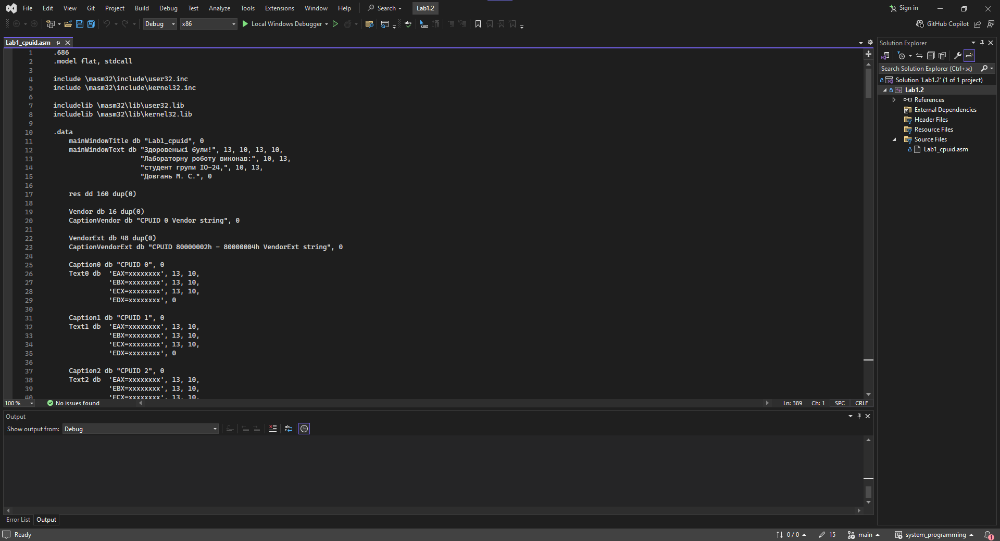 File Edit View Git Project Build Debug Test Analyze Tools Extensions Window Help Search Lab1.2 Sign in
Debug x86 Local Windows Debugger GitHub Copilot
Lab1_cpuid.asm
1 .686
2 .model flat, stdcall
3
4 include \masm32\include\user32.inc
5 include \masm32\include\kernel32.inc
6
7 includelib \masm32\lib\user32.lib
8 includelib \masm32\lib\kernel32.lib
9
10 .data
11 mainWindowTitle db "Lab1_cpuid", 0
12 mainWindowText db "Здоровенькі були!", 13, 10, 13, 10,
13 "Лабораторну роботу виконав:", 10, 13,
14 "студент групи ІО-24,", 10, 13,
15 "Довгань М. С.", 0
16
17 res dd 160 dup(0)
18
19 Vendor db 16 dup(0)
20 CaptionVendor db "CPUID 0 Vendor string", 0
21
22 VendorExt db 48 dup(0)
23 CaptionVendorExt db "CPUID 80000002h - 80000004h VendorExt string", 0
24
25 Caption0 db "CPUID 0", 0
26 Text0 db 'EAX=xxxxxxxx', 13, 10,
27 'EBX=xxxxxxxx', 13, 10,
28 'ECX=xxxxxxxx', 13, 10,
29 'EDX=xxxxxxxx', 0
30
31 Caption1 db "CPUID 1", 0
32 Text1 db 'EAX=xxxxxxxx', 13, 10,
33 'EBX=xxxxxxxx', 13, 10,
34 'ECX=xxxxxxxx', 13, 10,
35 'EDX=xxxxxxxx', 0
36
37 Caption2 db "CPUID 2", 0
38 Text2 db 'EAX=xxxxxxxx', 13, 10,
39 'EBX=xxxxxxxx', 13, 10,
40 'ECX=xxxxxxxx', 13, 10,
100 % No issues found Ln: 389 Ch: 1 SPC CRLF
Output
Show output from: Debug
Error List Output
Solution Explorer
Search Solution Explorer (Ctrl+ж)
Solution 'Lab1.2' (1 of 1 project)
Lab1.2
References
External Dependencies
Header Files
Resource Files
Source Files
Lab1_cpuid.asm
Ready 0 / 0 15 main system_programming 1